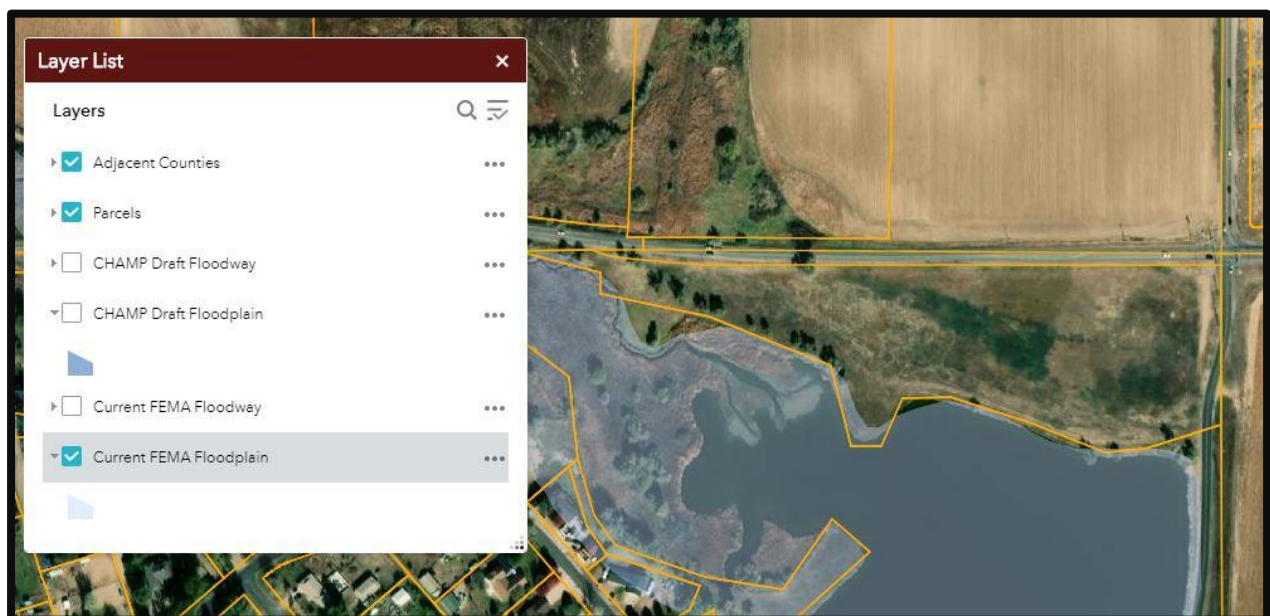 Layer List
Layers
Adjacent Counties
Parcels
CHAMP Draft Floodway
CHAMP Draft Floodplain
Current FEMA Floodway
Current FEMA Floodplain